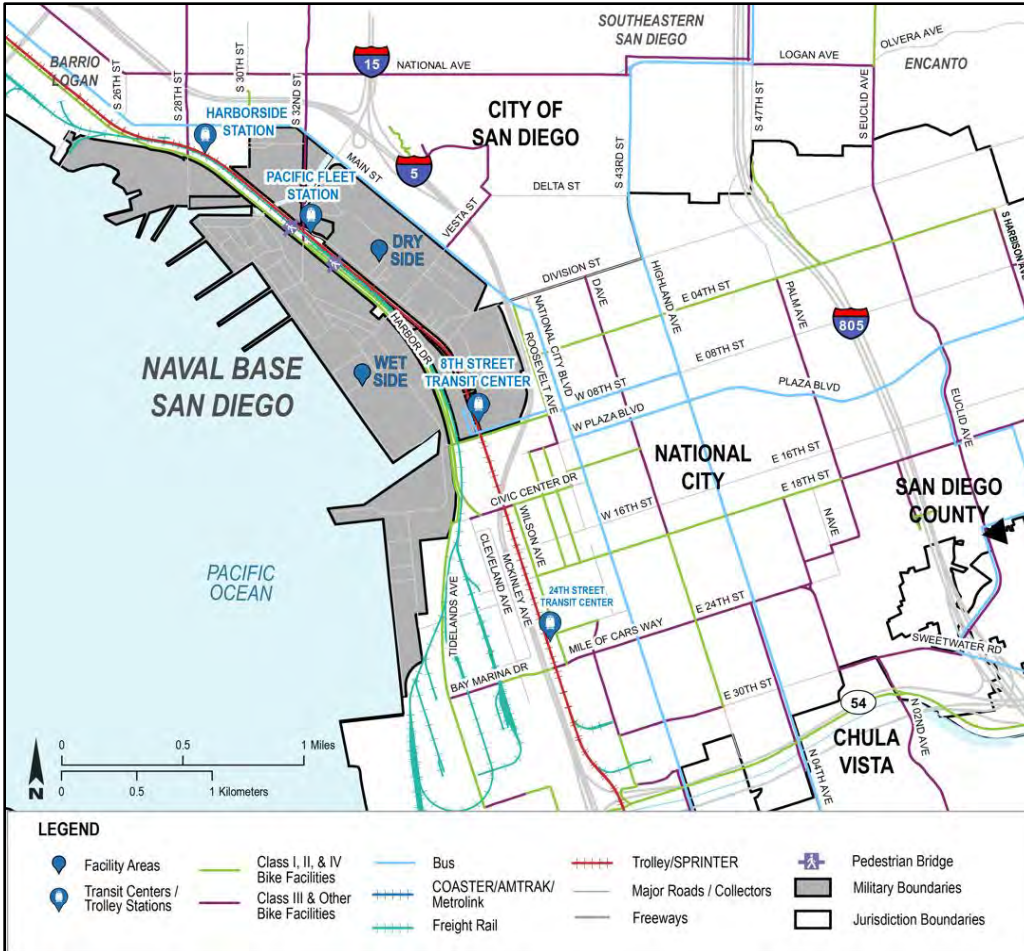 SOUTHEASTERN
SAN DIEGO
OLVERA AVE
LOGAN AVE
ENCANTO
BARRIO
LOGAN
S 26TH ST
S 28TH ST
S 30TH ST
S 32ND ST
15
NATIONAL AVE
S 43RD ST
S 47TH ST
S EUCLID AVE
HARBORSIDE
STATION
CITY OF
SAN DIEGO
MAIN ST
5
PACIFIC FLEET
STATION
DELTA ST
VESTA ST
DRY
SIDE
S HARBISON AVE
DIVISION ST
HIGHLAND AVE
D AVE
E 04TH ST
PALM AVE
805
NATIONAL CITY BLVD
ROOSEVELT AVE
HARBOR DR
E 08TH ST
NAVAL BASE
SAN DIEGO
WET
SIDE
8TH STREET
TRANSIT CENTER
W 08TH ST
PLAZA BLVD
W PLAZA BLVD
EUCLID AVE
NATIONAL
CITY
E 16TH ST
E 18TH ST
SAN DIEGO
COUNTY
CIVIC CENTER DR
W 16TH ST
N AVE
WILSON AVE
CLEVELAND AVE
MCKINLEY AVE
PACIFIC
OCEAN
TIDELANDS AVE
24TH STREET
TRANSIT CENTER
E 24TH ST
MILE OF CARS WAY
SWEETWATER RD
BAY MARINA DR
E 30TH ST
54
N 02ND AVE
CHULA
VISTA
N 04TH AVE
0 0.5 1 Miles
0 0.5 1 Kilometers
N
LEGEND
Facility Areas
Transit Centers /
Trolley Stations
Class I, II, & IV
Bike Facilities
Class III & Other
Bike Facilities
Bus
COASTER/AMTRAK/
Metrolink
Freight Rail
Trolley/SPRINTER
Major Roads / Collectors
Freeways
Pedestrian Bridge
Military Boundaries
Jurisdiction Boundaries